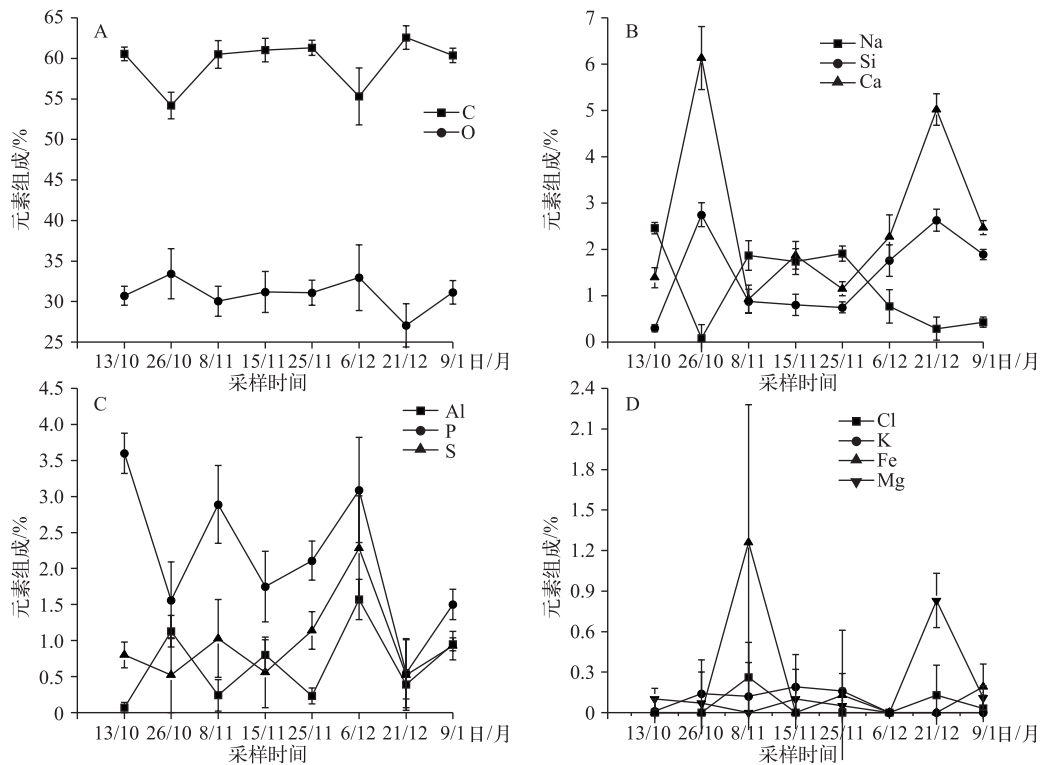 A
65
60
55
50
45
40
35
30
25
元素组成/%
C
O
13/10 26/10 8/11 15/11 25/11 6/12 21/12 9/1 日/月
采样时间
B
7
6
5
4
3
2
1
0
元素组成/%
Na
Si
Ca
13/10 26/10 8/11 15/11 25/11 6/12 21/12 9/1 日/月
采样时间
C
4.5
4.0
3.5
3.0
2.5
2.0
1.5
1.0
0.5
0
元素组成/%
Al
P
S
13/10 26/10 8/11 15/11 25/11 6/12 21/12 9/1 日/月
采样时间
D
2.4
2.1
1.8
1.5
1.2
0.9
0.6
0.3
0
元素组成/%
Cl
K
Fe
Mg
13/10 26/10 8/11 15/11 25/11 6/12 21/12 9/1 日/月
采样时间